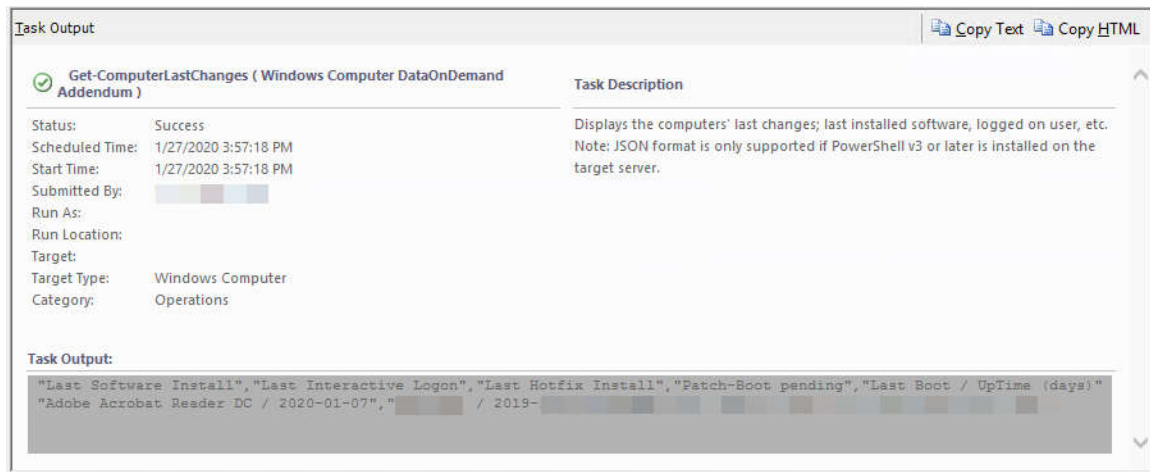 Task Output
Copy Text Copy HTML
Get-ComputerLastChanges ( Windows Computer DataOnDemand
Addendum )
Task Description
Status: Success
Scheduled Time: 1/27/2020 3:57:18 PM
Start Time: 1/27/2020 3:57:18 PM
Submitted By:
Run As:
Run Location:
Target:
Target Type: Windows Computer
Category: Operations
Displays the computers' last changes; last installed software, logged on user, etc.
Note: JSON format is only supported if PowerShell v3 or later is installed on the
target server.
Task Output:
"Last Software Install","Last Interactive Logon","Last Hotfix Install","Patch-Boot pending","Last Boot / UpTime (days)"
"Adobe Acrobat Reader DC / 2020-01-07"," / 2019-